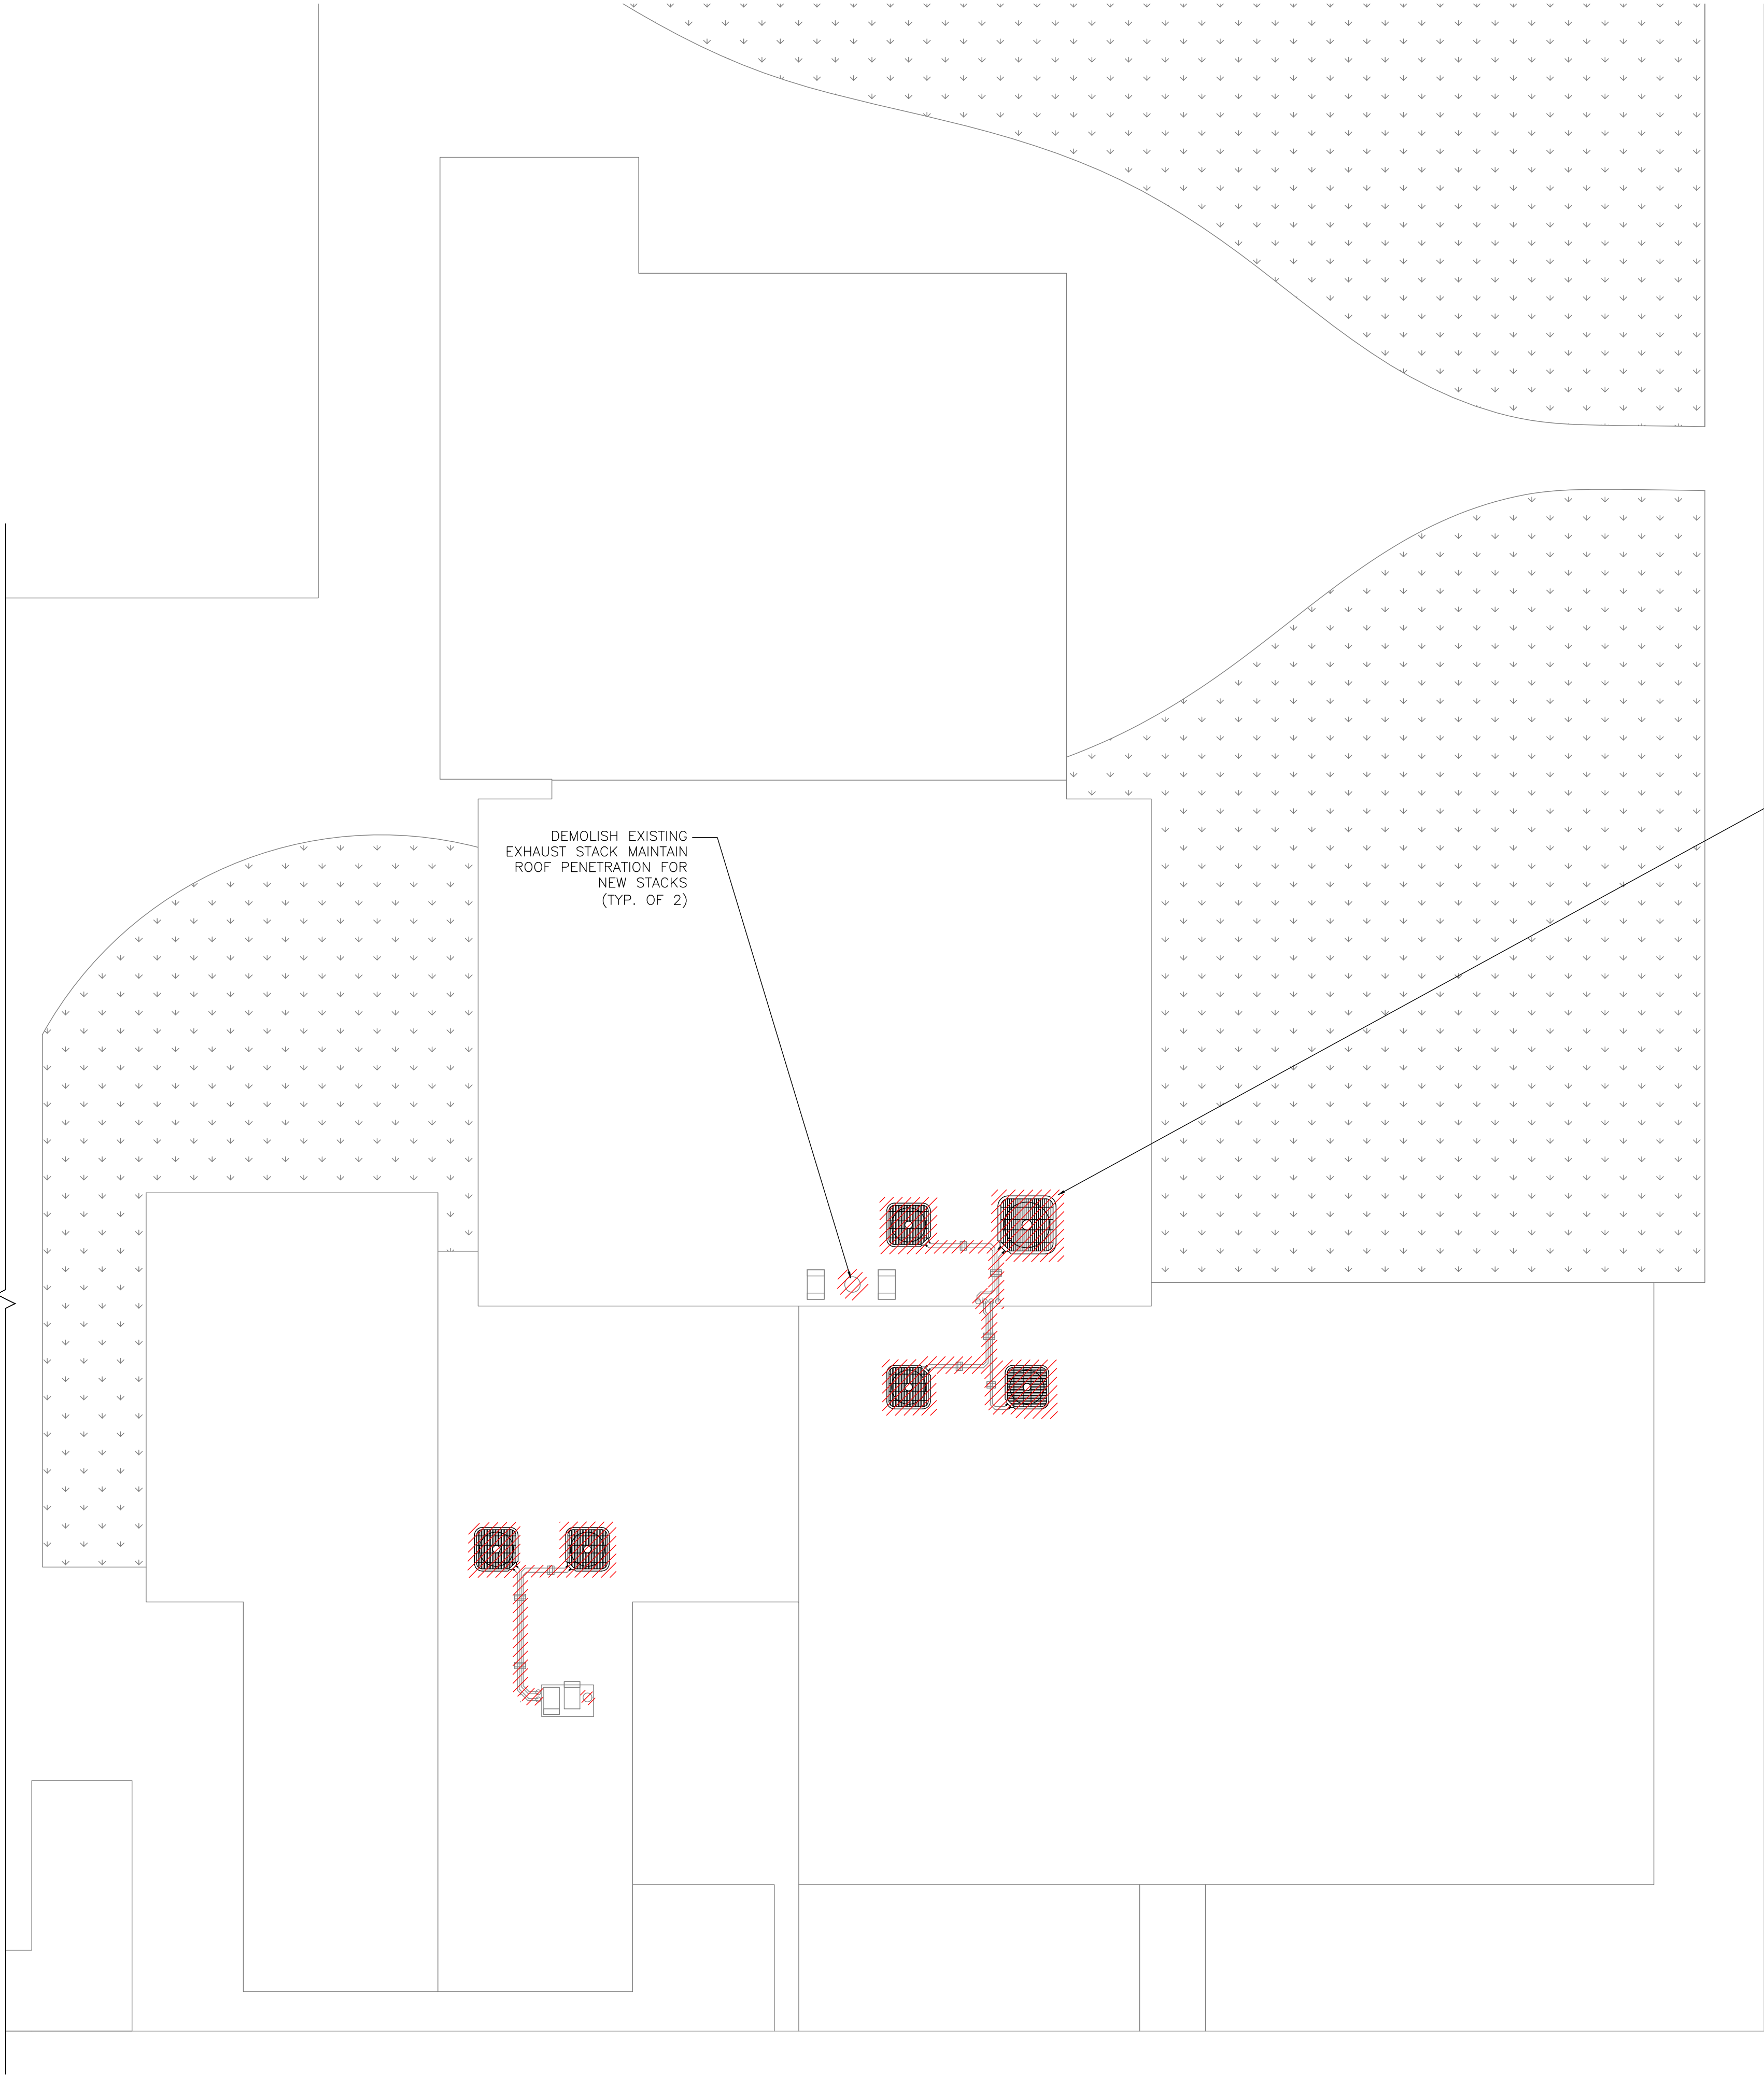 DEMOLISH EXISTING
EXHAUST STACK MAINTAIN
ROOF PENETRATION FOR
NEW STACKS
(TYP. OF 2)